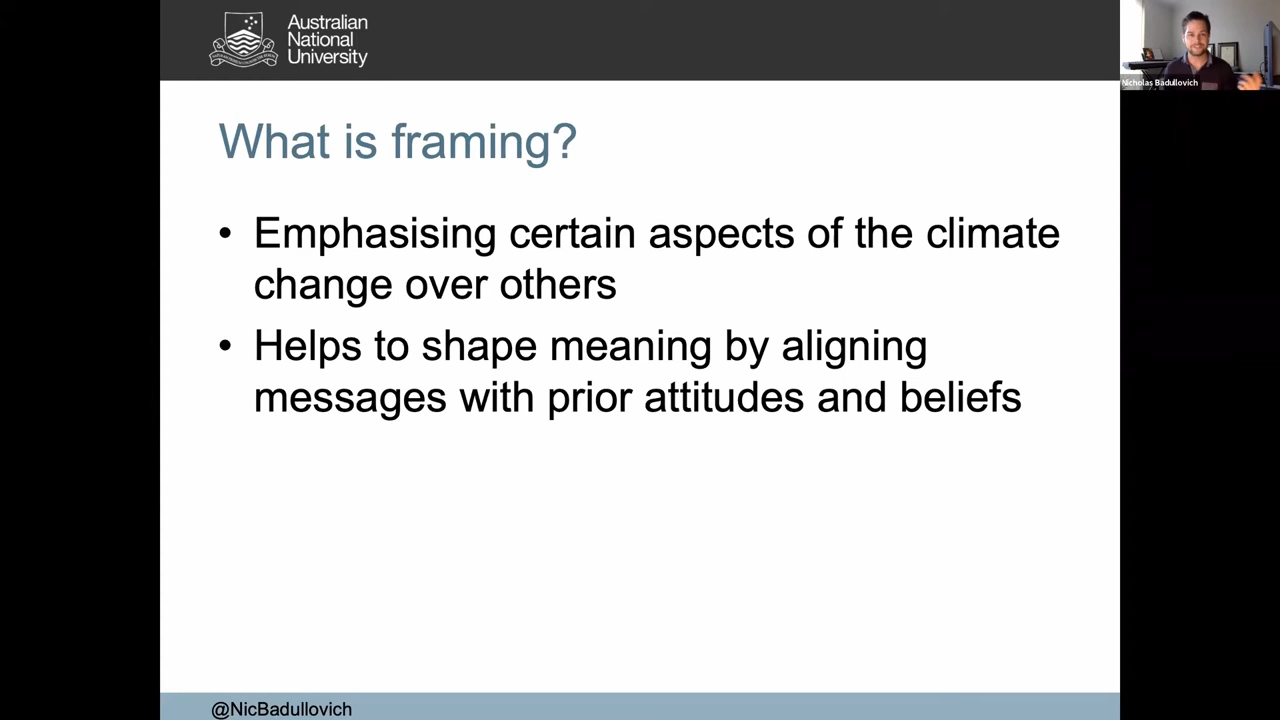 Australian
National
University
Nicholas Badullovich
What is framing?
• Emphasising certain aspects of the climate
change over others
• Helps to shape meaning by aligning
messages with prior attitudes and beliefs
@NicBadullovich